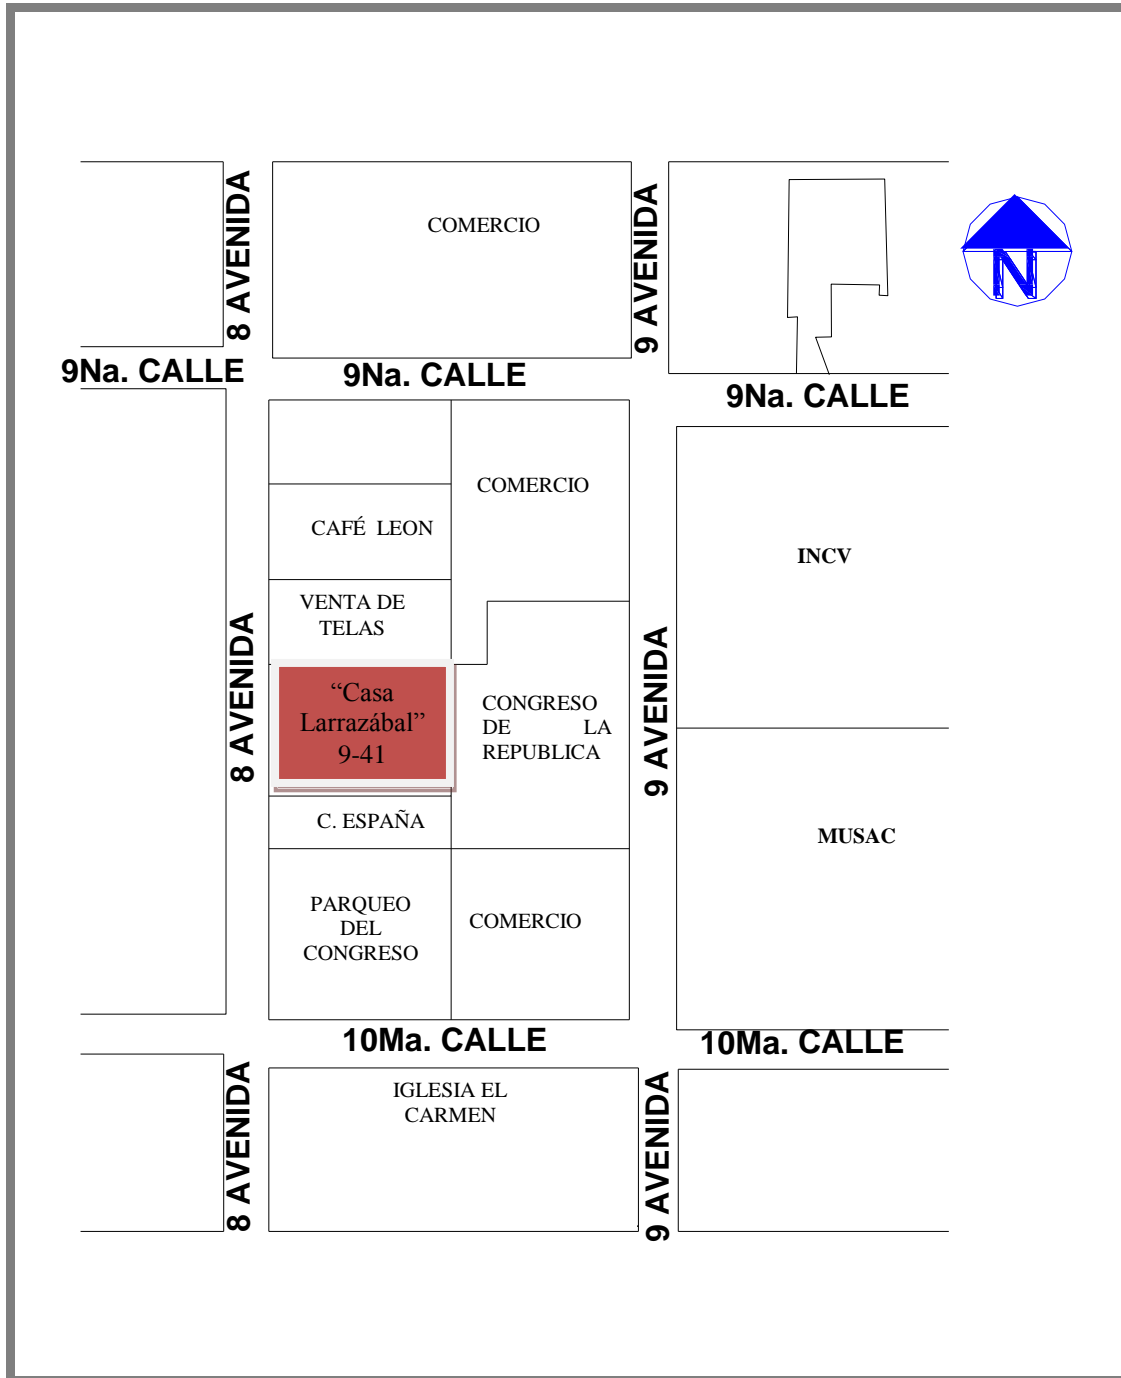 8 AVENIDA
COMERCIO
9 AVENIDA
N
9Na. CALLE
9Na. CALLE
9Na. CALLE
COMERCIO
CAFÉ LEON
INCV
VENTA DE
TELAS
8 AVENIDA
“Casa
Larrazábal”
9-41
CONGRESO
DE LA
REPUBLICA
9 AVENIDA
C. ESPAÑA
MUSAC
PARQUEO
DEL
CONGRESO
COMERCIO
10Ma. CALLE
10Ma. CALLE
8 AVENIDA
IGLESIA EL
CARMEN
9 AVENIDA